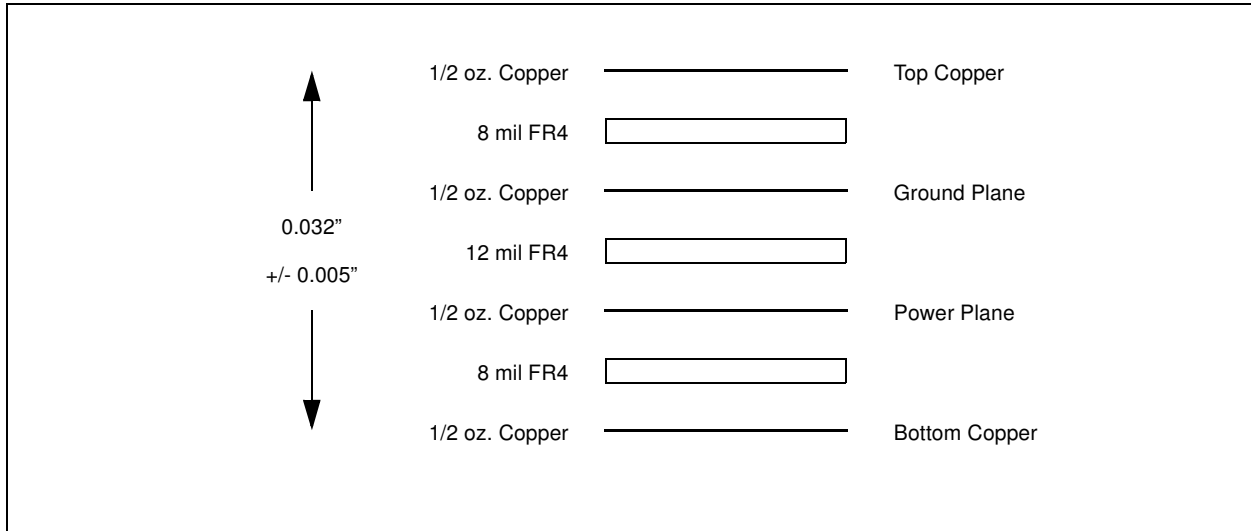 1/2 oz. Copper Top Copper
8 mil FR4
1/2 oz. Copper Ground Plane
0.032”
12 mil FR4
+/- 0.005”
1/2 oz. Copper Power Plane
8 mil FR4
1/2 oz. Copper Bottom Copper